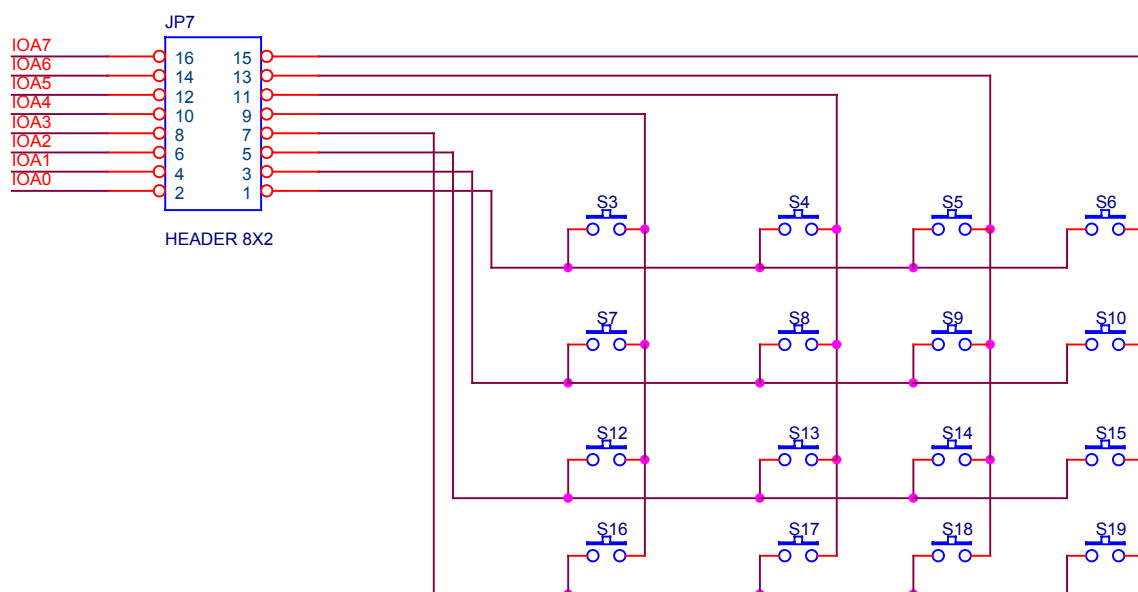 JP7
IOA7
IOA6
IOA5
IOA4
IOA3
IOA2
IOA1
IOA0
16 15
14 13
12 11
10 9
8 7
6 5
4 3
2 1
HEADER 8X2
S3 S4 S5 S6
S7 S8 S9 S10
S12 S13 S14 S15
S16 S17 S18 S19